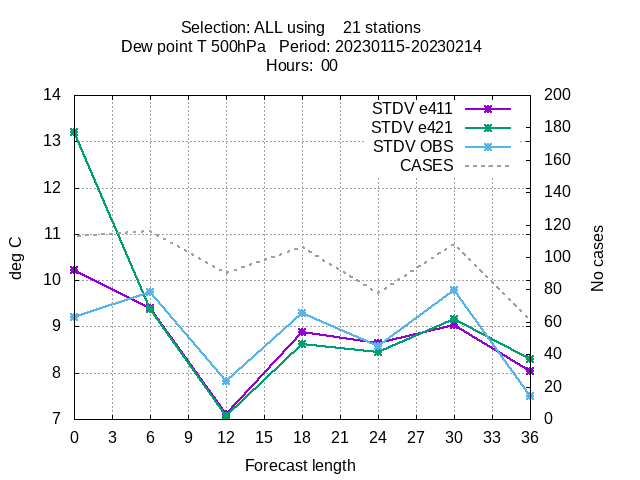 Selection: ALL using    21 stations
Dew point T 500hPa   Period: 20230115-20230214
Hours:  00
STDV e411
STDV e421
STDV OBS
CASES
14
13
12
11
10
9
8
7
200
180
160
140
120
100
80
60
40
20
0
deg C
No cases
0 3 6 9 12 15 18 21 24 27 30 33 36
Forecast length